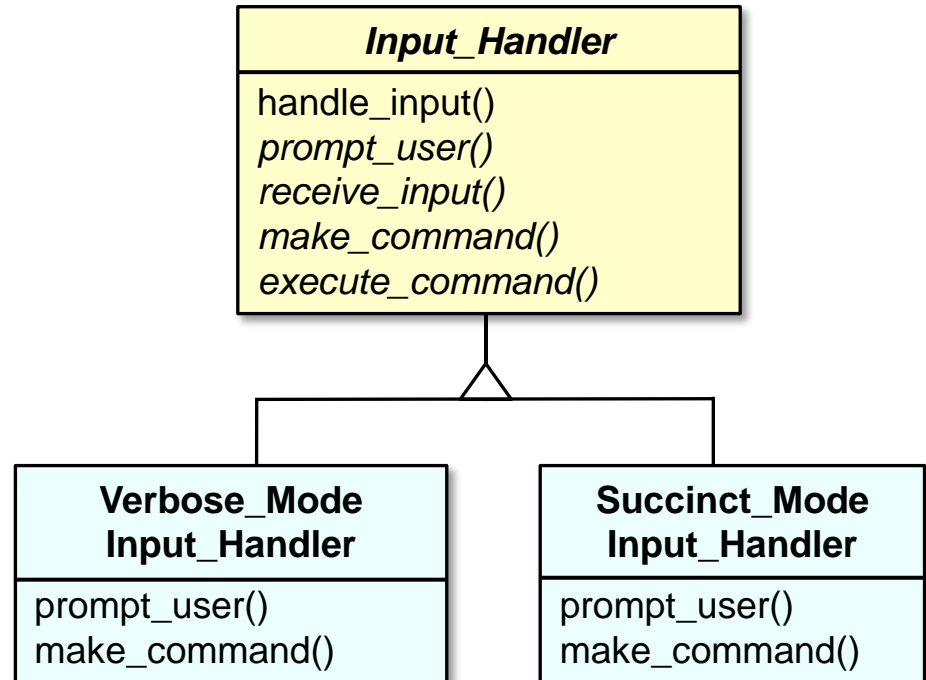 Input_Handler
handle_input()
prompt_user()
receive_input()
make_command()
execute_command()
Verbose_Mode
Input_Handler
prompt_user()
make_command()
Succinct_Mode
Input_Handler
prompt_user()
make_command()